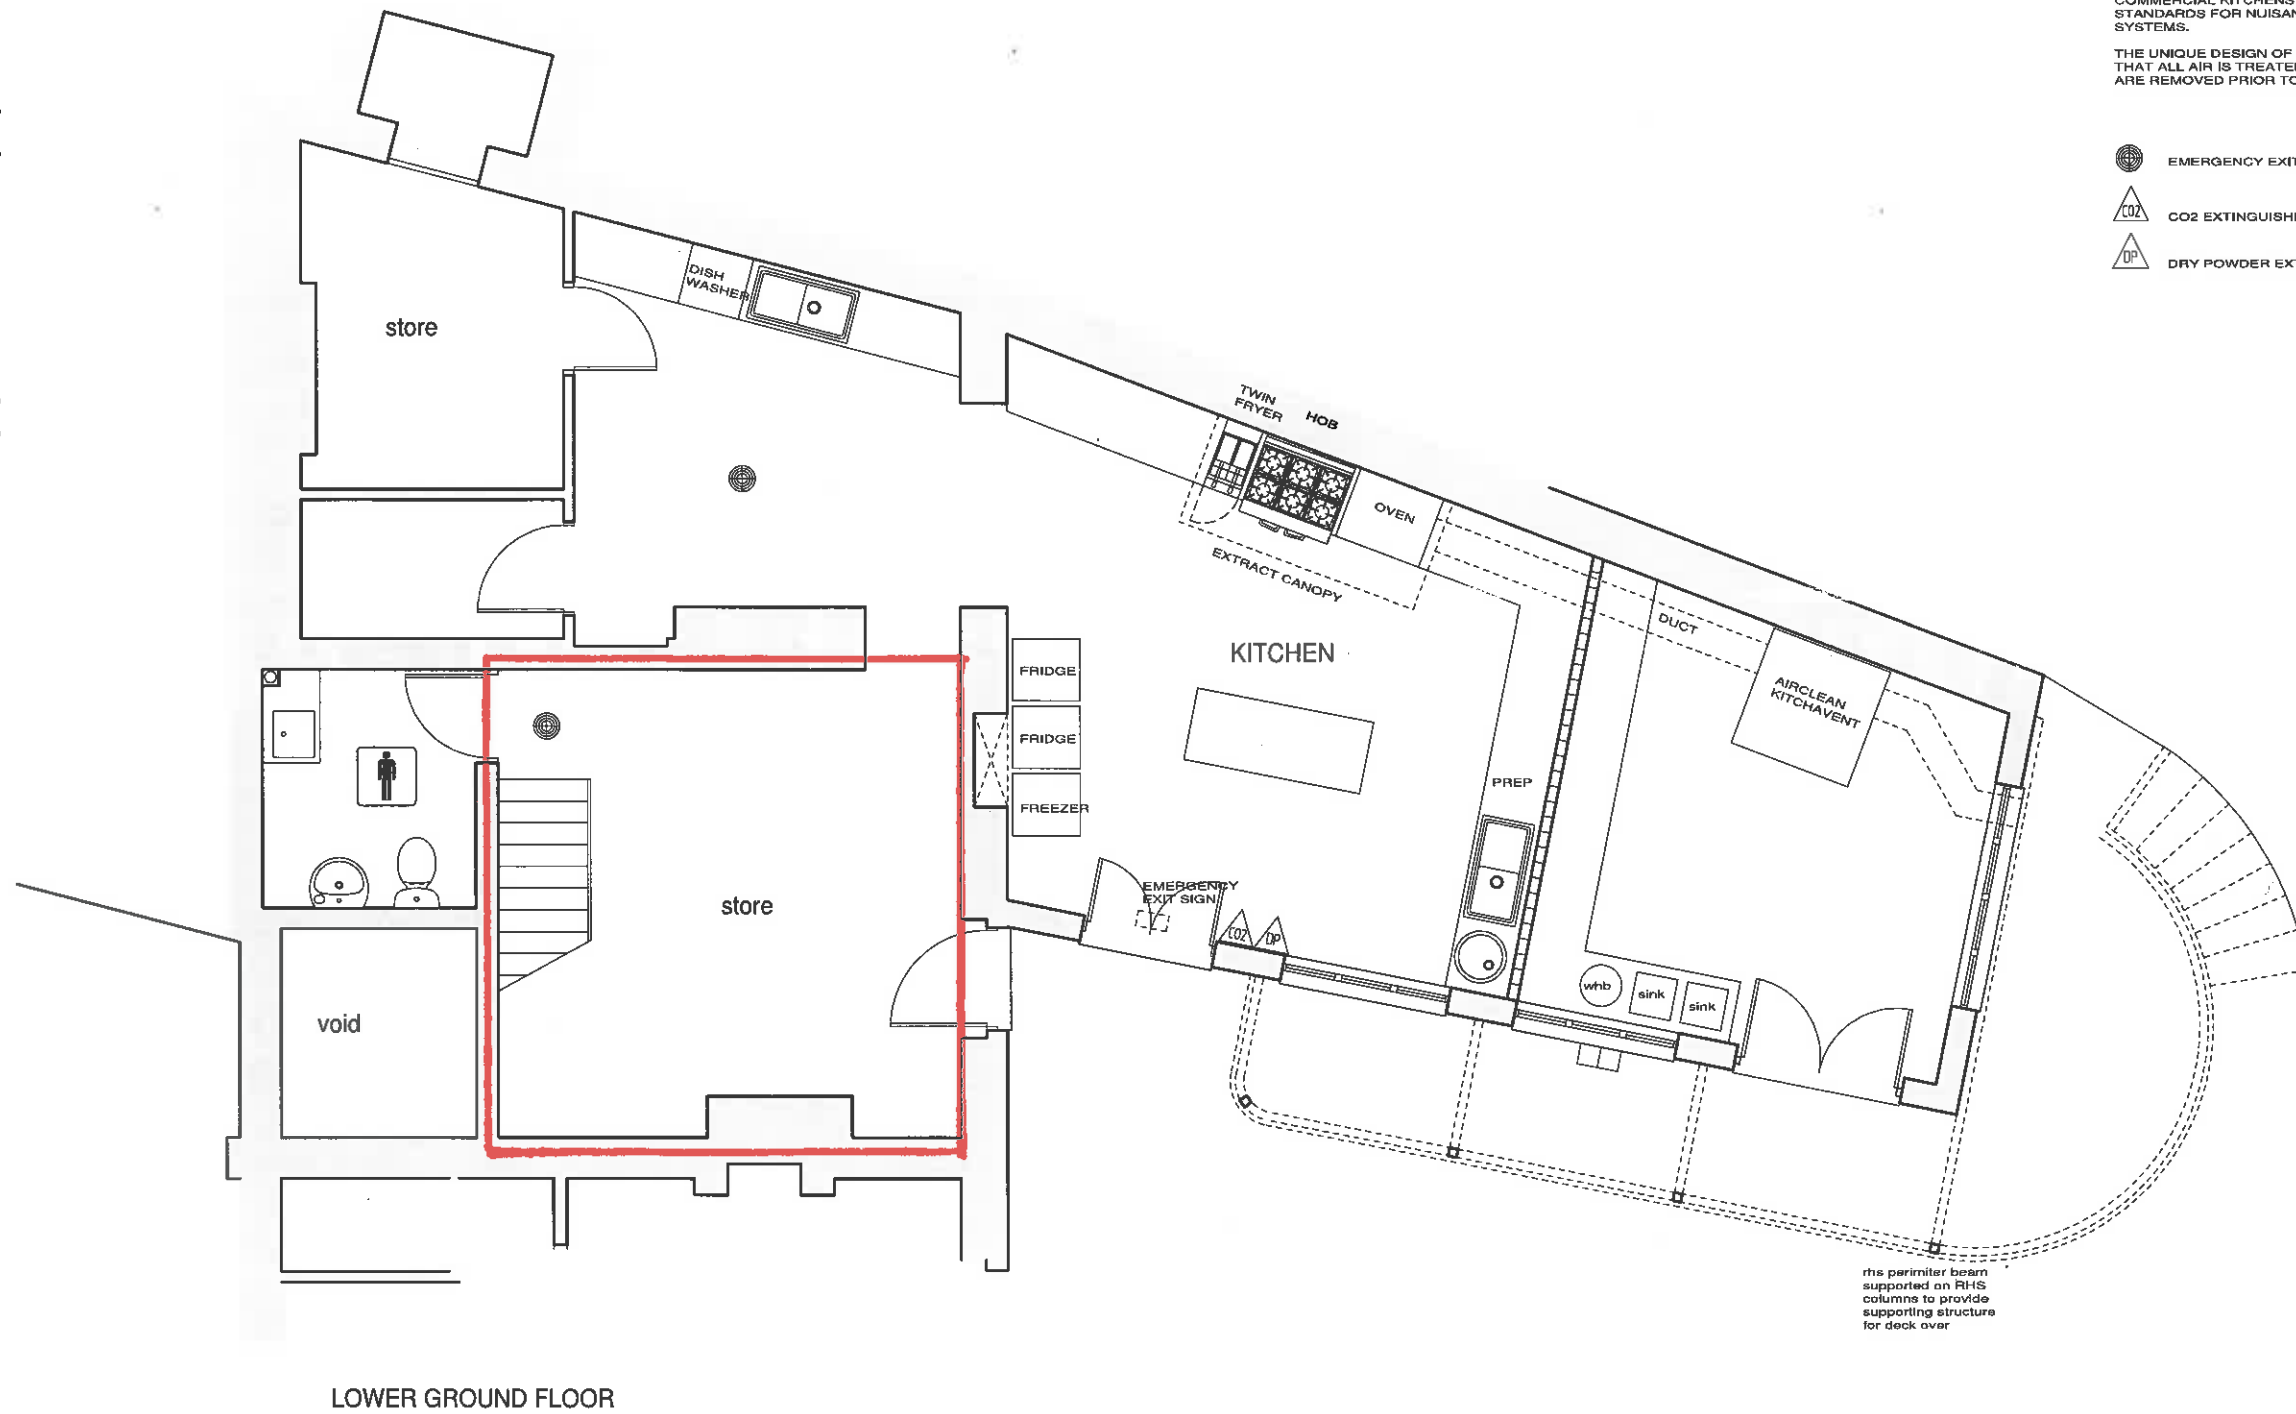 STANDARDS FOR NUISAN
SYSTEMS.
THE UNIQUE DESIGN OF
THAT ALL AIR IS TREATE
ARE REMOVED PRIOR TO
EMERGENCY EXIT
CO2
CO2 EXTINGUISH
DP
DRY POWDER EXT
store
DISH
WASHER
TWIN
FRYER
HOB
OVEN
EXTRACT CANOPY
KITCHEN
DUCT
AIRCLEAN
KITCHAVENT
FRIDGE
FRIDGE
FREEZER
PREP
EMERGENCY
EXIT SIGN
CO2
DP
store
void
whb
sink
sink
rhs perimiter beam
supported on RHS
columns to provide
supporting structure
for deck over
LOWER GROUND FLOOR